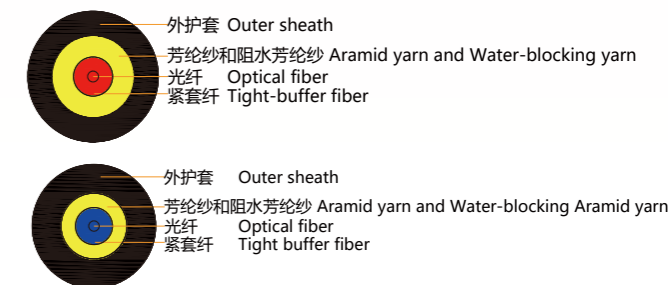 外护套 Outer sheath
芳纶纱和阻水芳纶纱 Aramid yarn and Water-blocking yarn
光纤 Optical fiber
紧套纤 Tight-buffer fiber
外护套 Outer sheath
芳纶纱和阻水芳纶纱 Aramid yarn and Water-blocking Aramid yarn
光纤 Optical fiber
紧套纤 Tight buffer fiber